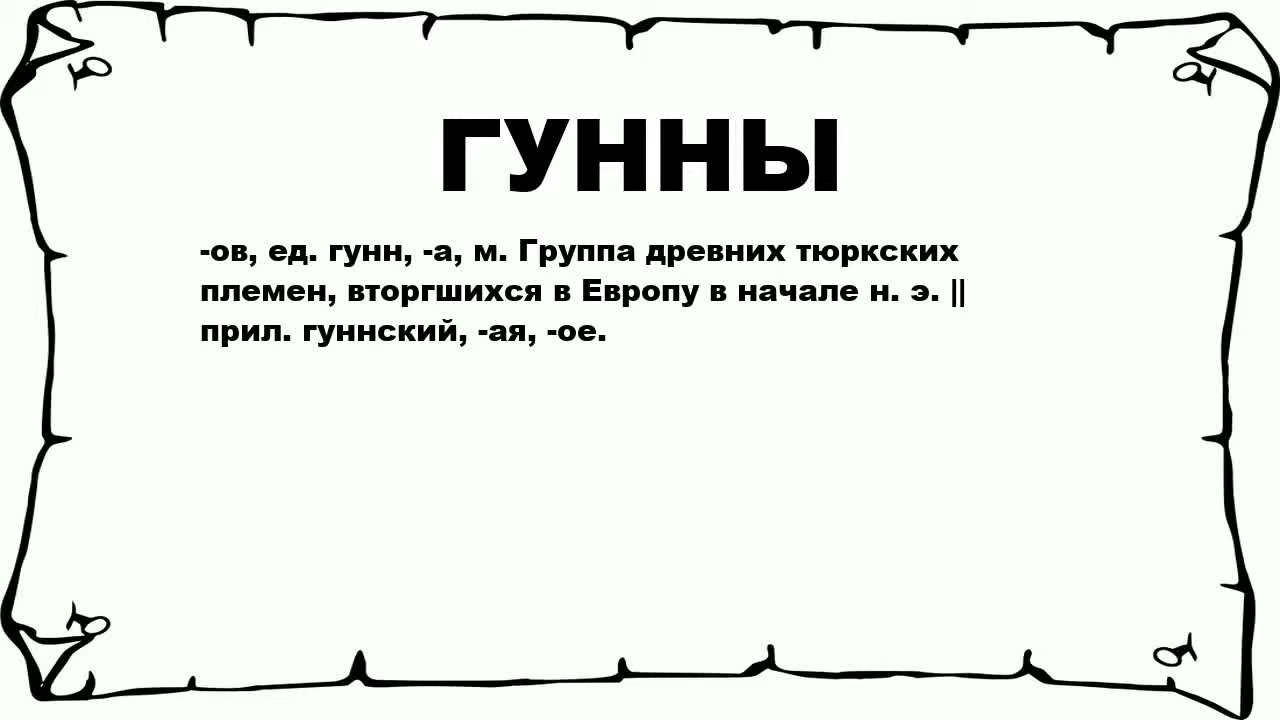 ГУННЫ
-ов, ед. гунн, -а, м. Группа древних тюркских
племен, вторгшихся в Европу в начале н. э. ||
прил. гуннский, -ая, -ое.